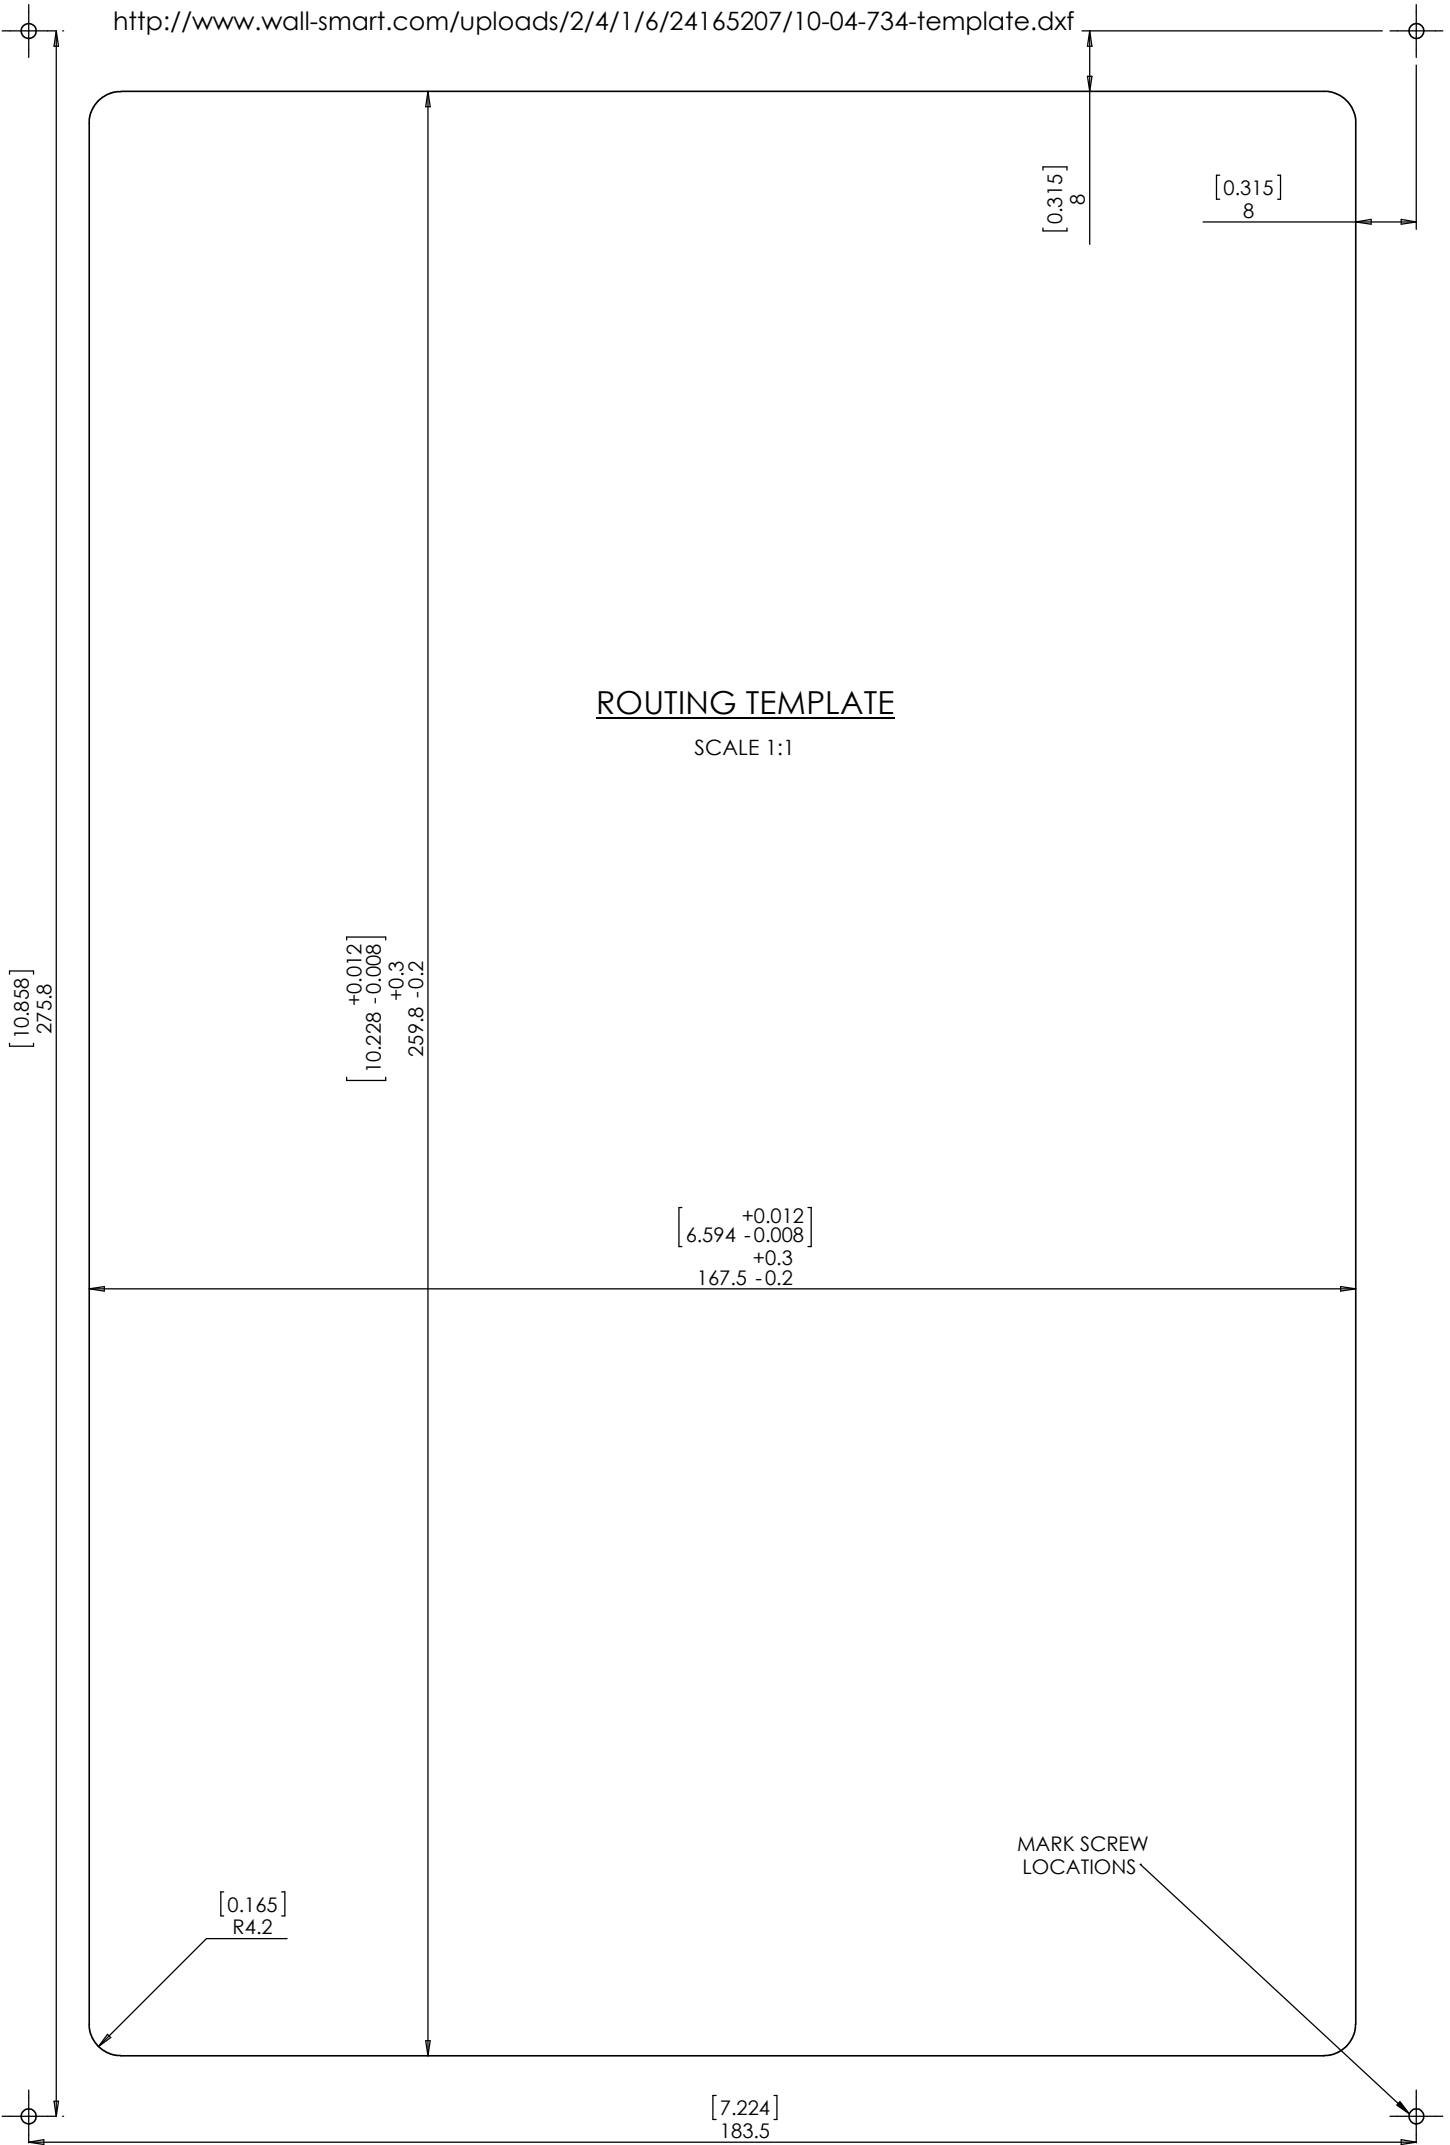 http://www.wall-smart.com/uploads/2/4/1/6/24165207/10-04-734-template.dxf
[0.315]
8
[0.315]
8
ROUTING TEMPLATE
SCALE 1:1
[10.858]
275.8
[10.228 +0.012 -0.008]
259.8 +0.3 -0.2
[6.594 +0.012 -0.008]
167.5 +0.3 -0.2
MARK SCREW
LOCATIONS
[0.165]
R4.2
[7.224]
183.5